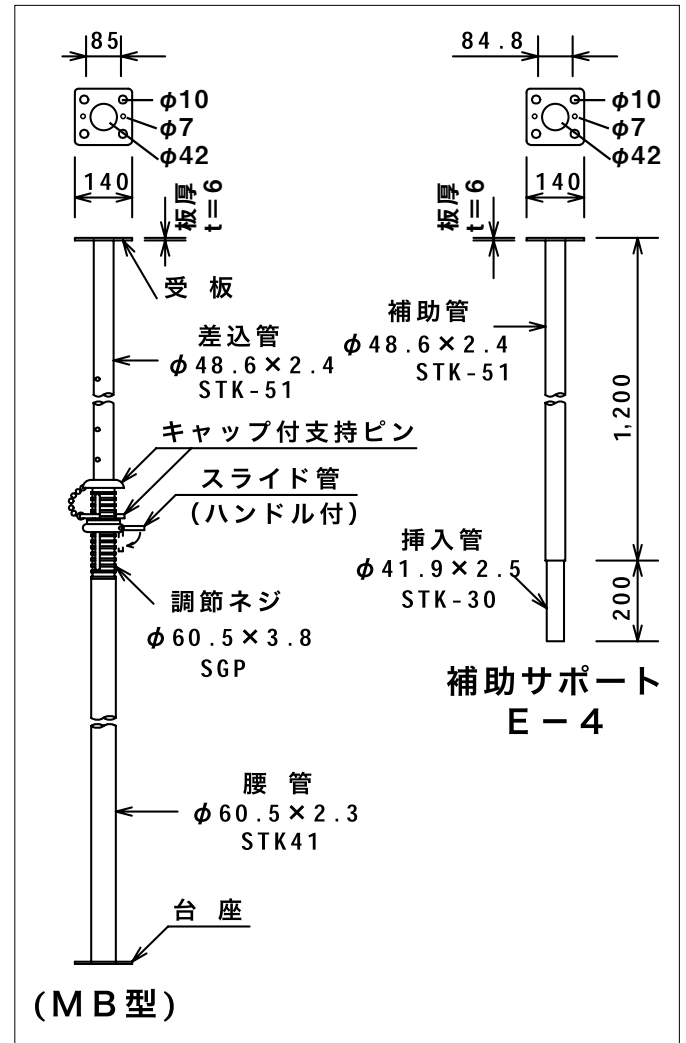 85
φ10
φ7
φ42
140
板厚
t=6
受 板
差込管
φ48.6×2.4
STK-51
キャップ付支持ピン
スライド管
(ハンドル付)
調節ネジ
φ60.5×3.8
SGP
腰 管
φ60.5×2.3
STK41
台 座
(MB型)
84.8
φ10
φ7
φ42
140
板厚
t=6
補助管
φ48.6×2.4
STK-51
1,200
挿入管
φ41.9×2.5
STK-30
200
補助サポート
E-4